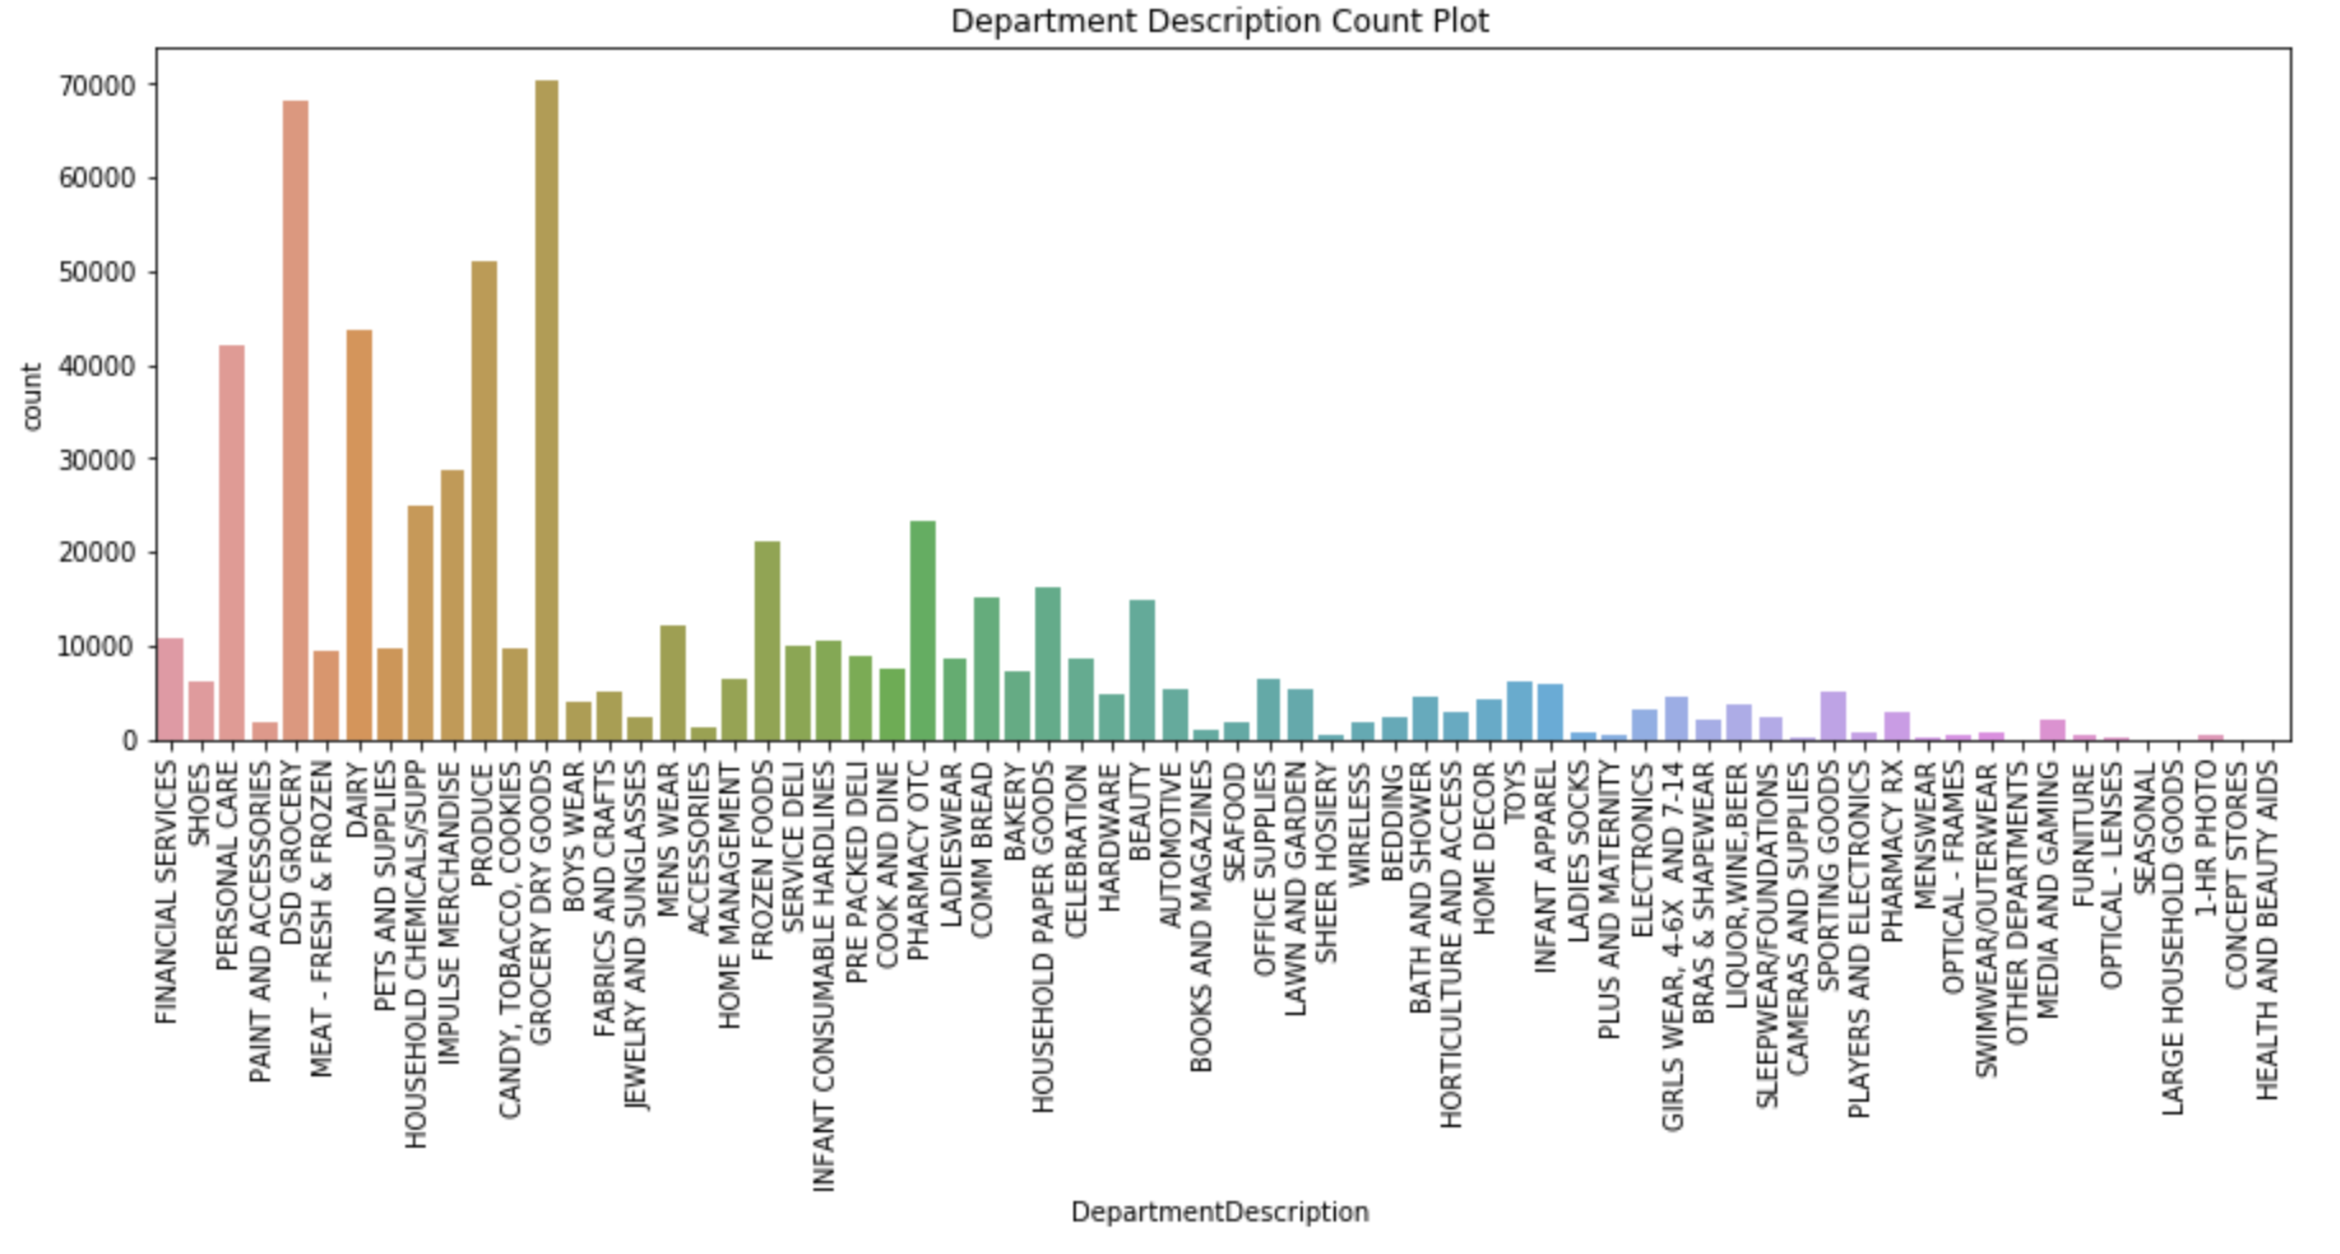 Department Description Count Plot
70000
60000
50000
40000
30000
20000
10000
0
count
FINANCIAL SERVICES
SHOES
PERSONAL CARE
PAINT AND ACCESSORIES
DSD GROCERY
MEAT - FRESH & FROZEN
DAIRY
PETS AND SUPPLIES
HOUSEHOLD CHEMICALS/SUPP
IMPULSE MERCHANDISE
PRODUCE
CANDY, TOBACCO, COOKIES
GROCERY DRY GOODS
BOYS WEAR
FABRICS AND CRAFTS
JEWELRY AND SUNGLASSES
MENS WEAR
ACCESSORIES
HOME MANAGEMENT
FROZEN FOODS
SERVICE DELI
INFANT CONSUMABLE HARDLINES
PRE PACKED DELI
COOK AND DINE
PHARMACY OTC
LADIESWEAR
COMM BREAD
BAKERY
HOUSEHOLD PAPER GOODS
CELEBRATION
HARDWARE
BEAUTY
AUTOMOTIVE
BOOKS AND MAGAZINES
SEAFOOD
OFFICE SUPPLIES
LAWN AND GARDEN
SHEER HOSIERY
WIRELESS
BEDDING
BATH AND SHOWER
HORTICULTURE AND ACCESS
HOME DECOR
TOYS
INFANT APPAREL
LADIES SOCKS
PLUS AND MATERNITY
ELECTRONICS
GIRLS WEAR, 4-6X  AND 7-14
BRAS & SHAPEWEAR
LIQUOR,WINE,BEER
SLEEPWEAR/FOUNDATIONS
CAMERAS AND SUPPLIES
SPORTING GOODS
PLAYERS AND ELECTRONICS
PHARMACY RX
MENSWEAR
OPTICAL - FRAMES
SWIMWEAR/OUTERWEAR
OTHER DEPARTMENTS
MEDIA AND GAMING
FURNITURE
OPTICAL - LENSES
SEASONAL
LARGE HOUSEHOLD GOODS
1-HR PHOTO
CONCEPT STORES
HEALTH AND BEAUTY AIDS
DepartmentDescription